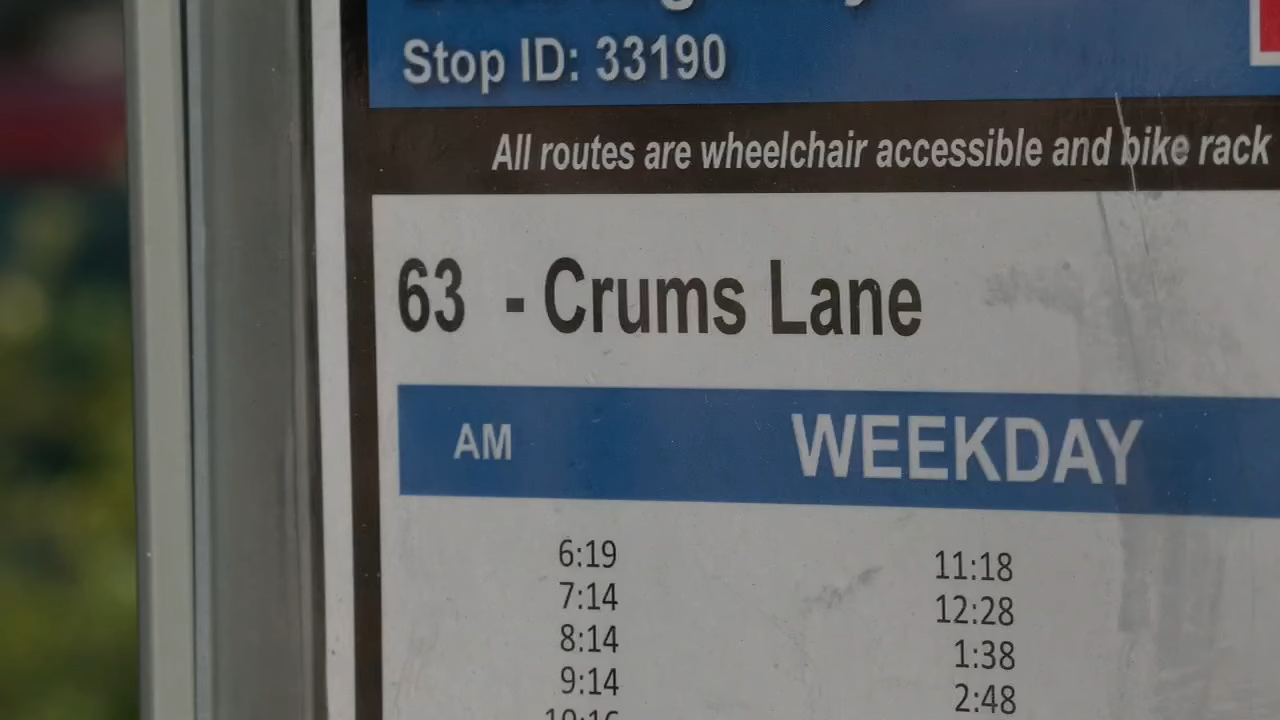 Stop ID: 33190
All routes are wheelchair accessible and bike rack
63 - Crums Lane
AM WEEKDAY
6:19 11:18
7:14 12:28
8:14 1:38
9:14 2:48